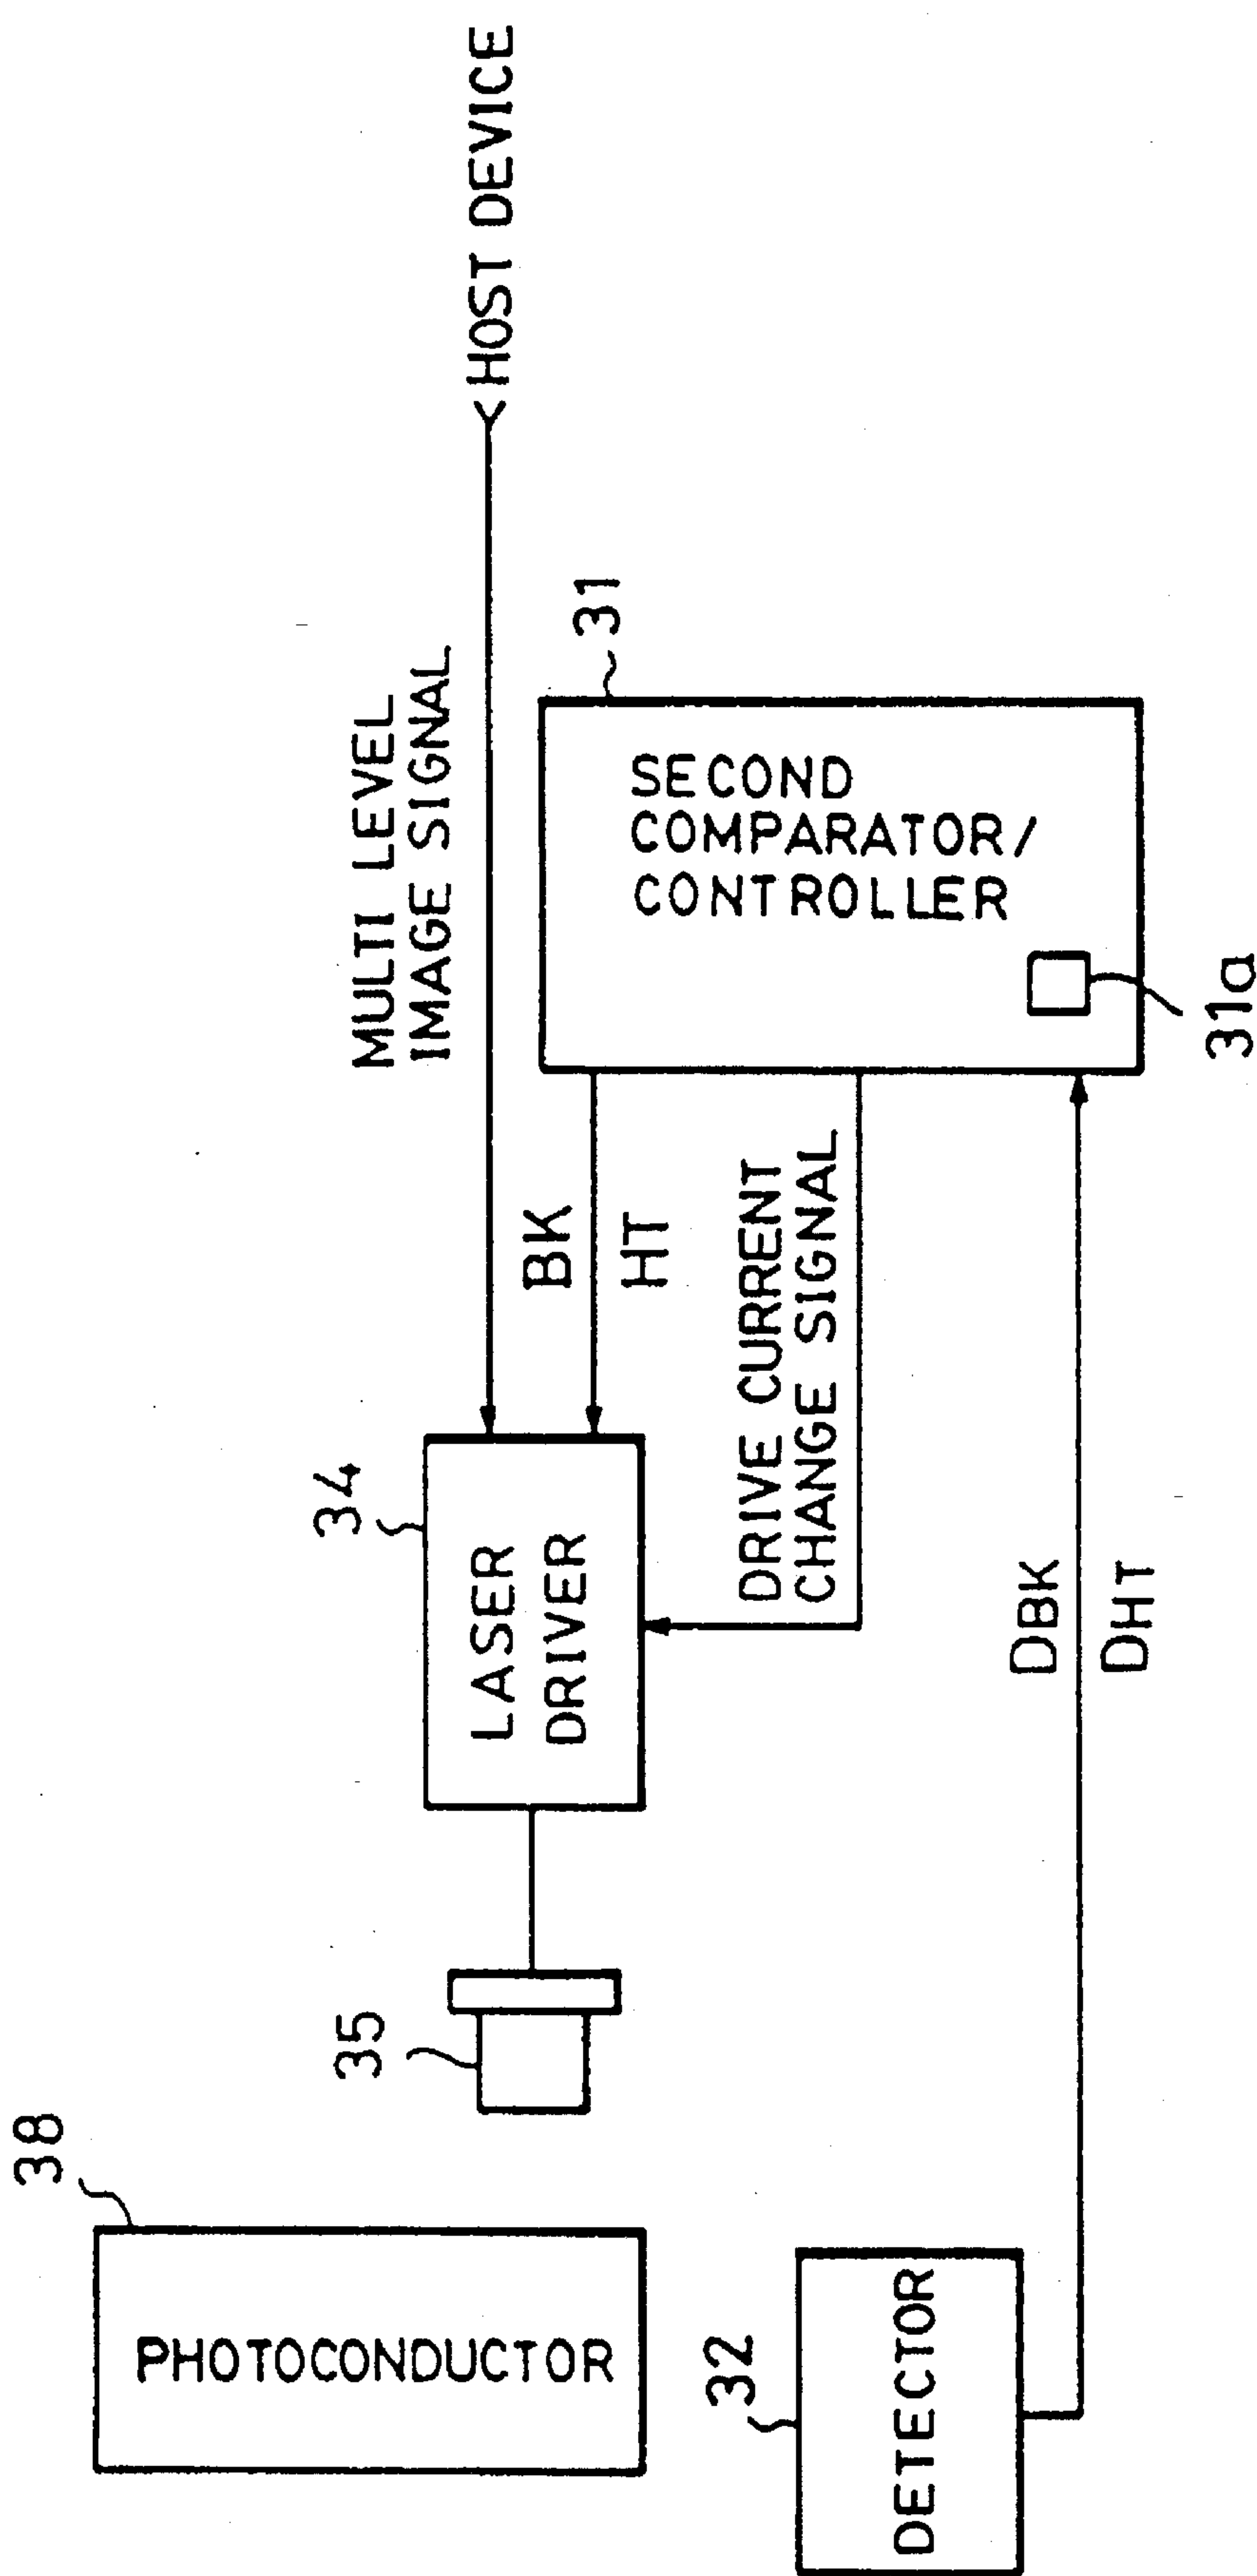 38
PHOTOCONDUCTOR
35
34
LASER
DRIVER
MULTI LEVEL
IMAGE SIGNAL
HOST DEVICE
BK
HT
31
SECOND
COMPARATOR/
CONTROLLER
31a
DRIVE CURRENT
CHANGE SIGNAL
32
DETECTOR
DBK
DHT